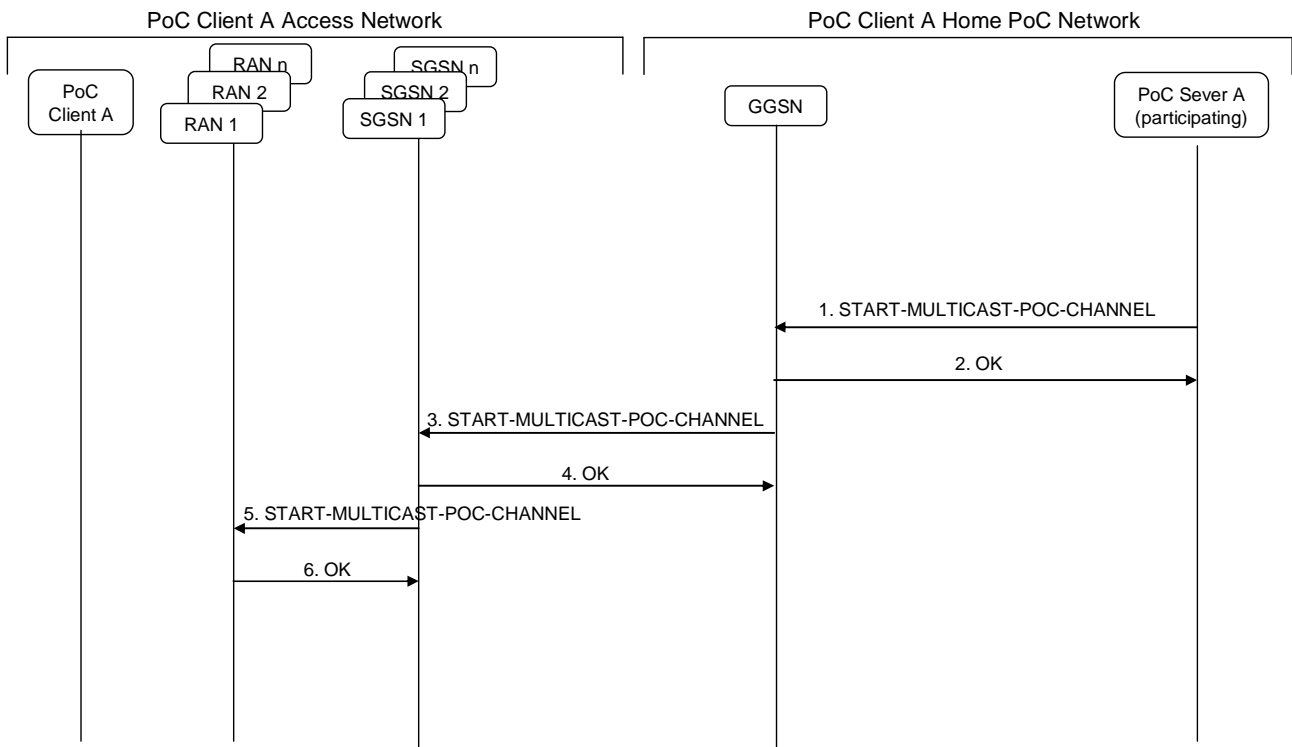 PoC Client A Access Network
PoC Client A Home PoC Network
RAN n
RAN 2
RAN 1
SGSN n
SGSN 2
SGSN 1
PoC
Client A
GGSN
PoC Sever A
(participating)
1. START-MULTICAST-POC-CHANNEL
2. OK
3. START-MULTICAST-POC-CHANNEL
4. OK
5. START-MULTICAST-POC-CHANNEL
6. OK